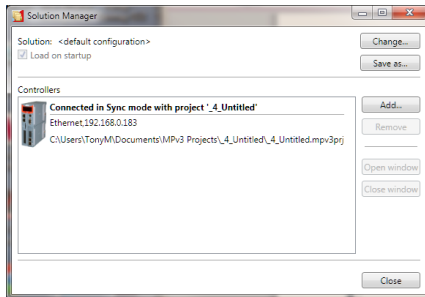 Solution Manager
Solution: <default configuration>
Change...
Load on startup
Save as...
Controllers
Connected in Sync mode with project '_4_Untitled'
Add...
Ethernet,192.168.0.183
Remove
C:\Users\TonyM\Documents\MPv3 Projects\_4_Untitled\_4_Untitled.mpv3prj
Open window
Close window
Close